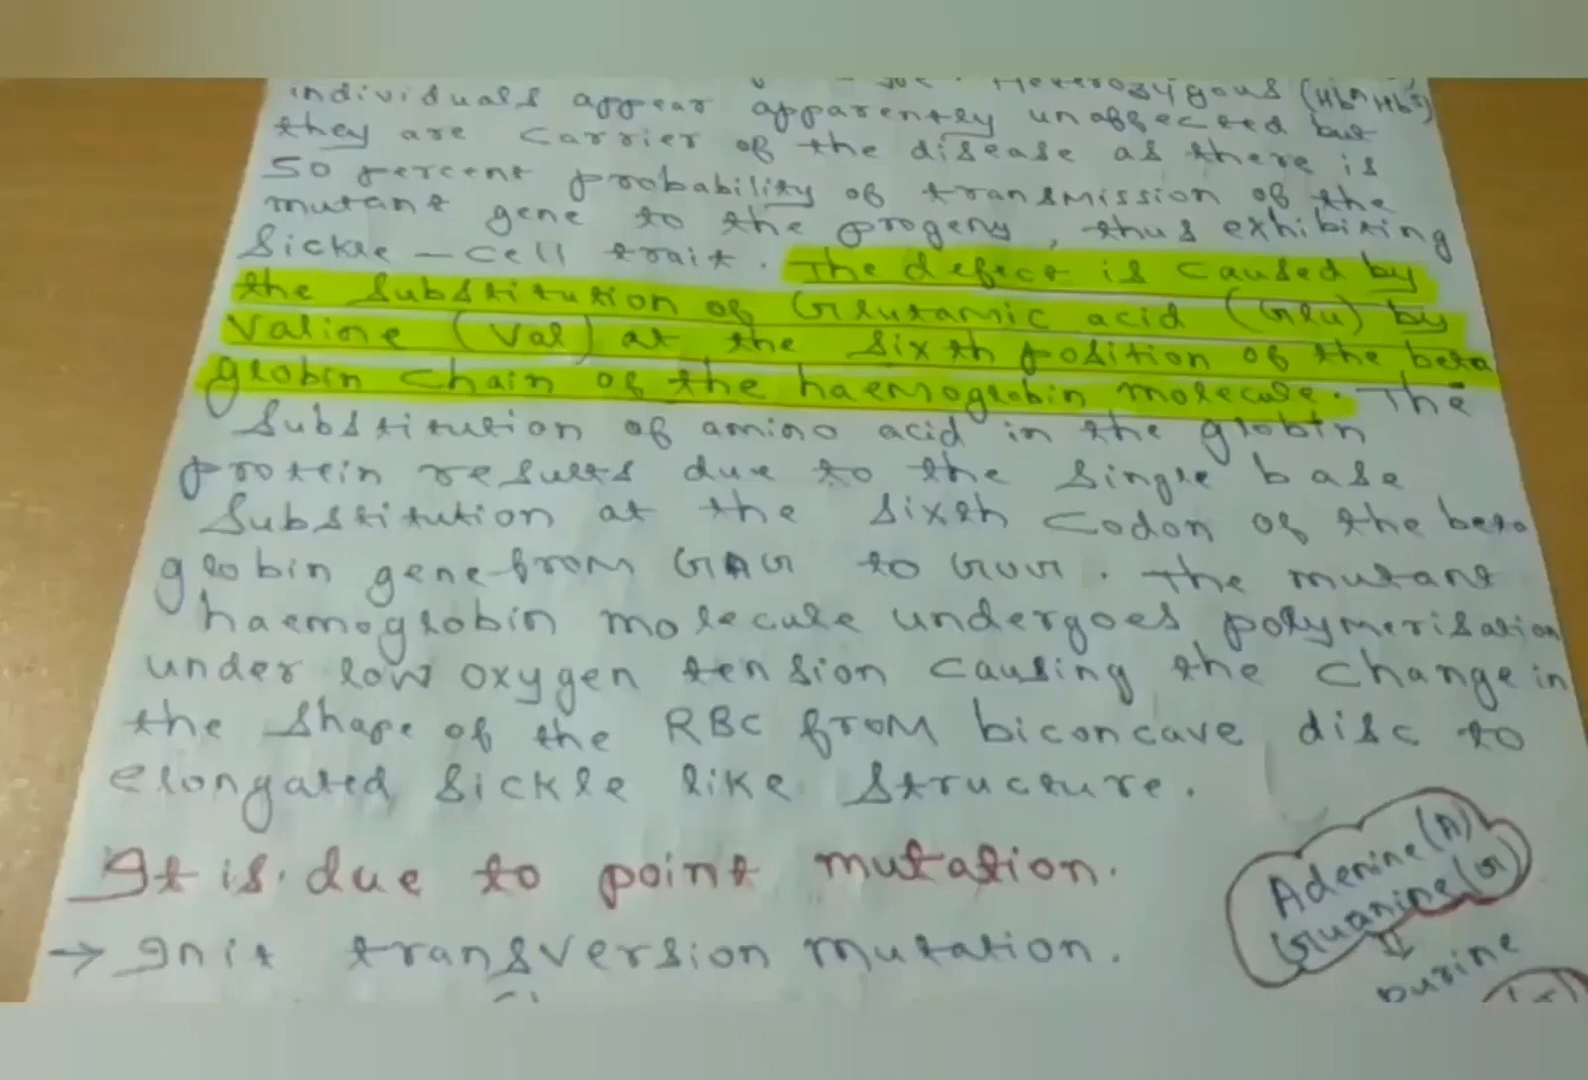 Heterozygous (HbA HbS)
individuals appear apparently unaffected but
they are carrier of the disease as there is
50 percent probability of transmission of the
mutant gene to the progeny, thus exhibiting
Sickle - cell trait. The defect is caused by
the substitution of Glutamic acid (Glu) by
Valine (Val) at the sixth position of the beta
globin chain of the haemoglobin molecule. The
Substitution of amino acid in the globin
protein results due to the single base
Substitution at the sixth codon of the beta
globin gene from GAG to GUG. The mutant
haemoglobin molecule undergoes polymerisation
under low oxygen tension causing the change in
the shape of the RBC from biconcave disc to
elongated sickle like structure.
It is due to point mutation.
→ In it transversion mutation.
Adenine (A)
Guanine (G)
⇓
purine